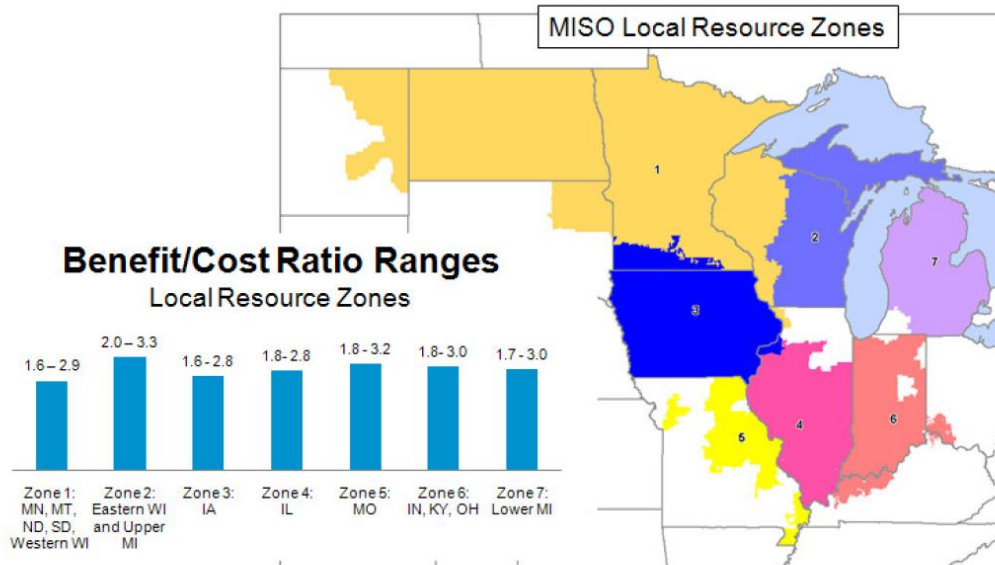 MISO Local Resource Zones
1
2
7
Benefit/Cost Ratio Ranges
Local Resource Zones
3
2.0 – 3.3
1.6 – 2.9
1.6 - 2.8
1.8 - 2.8
1.8 - 3.2
1.8- 3.0
1.7- 3.0
5
4
6
Zone 1:
MN, MT,
ND, SD,
Western WI
Zone 2:
Eastern WI
and Upper
MI
Zone 3:
IA
Zone 4:
IL
Zone 5:
MO
Zone 6:
IN, KY, OH
Zone 7:
Lower MI